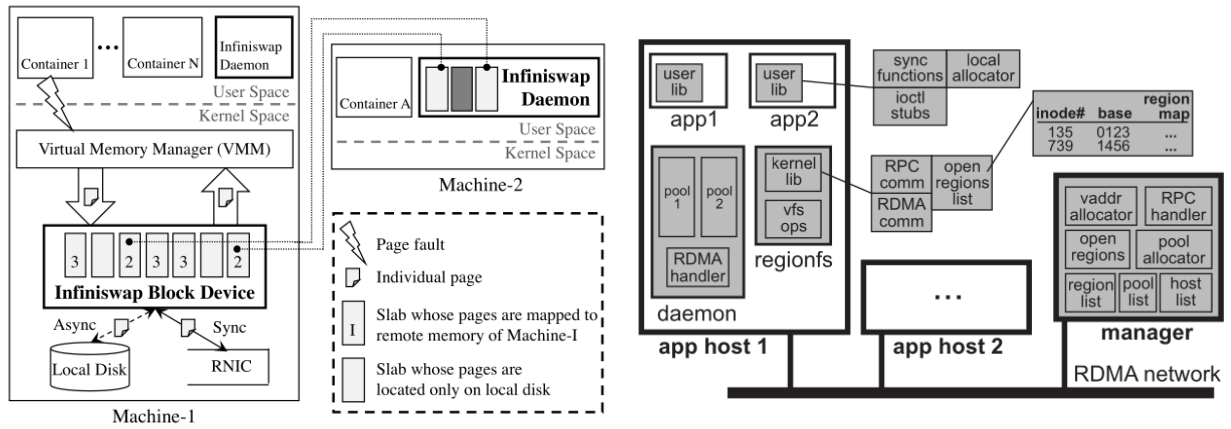 Container 1
Container N
Infiniswap
Daemon
User Space
Kernel Space
Virtual Memory Manager (VMM)
3
2
3
3
2
Infiniswap Block Device
Async
Sync
Local Disk
RNIC
Machine-1
Container A
Infiniswap
Daemon
User Space
Kernel Space
Machine-2
Page fault
Individual page
I
Slab whose pages are mapped to
remote memory of Machine-I
Slab whose pages are
located only on local disk
user
lib
app1
user
lib
app2
sync
functions
local
allocator
ioctl
stubs
inode# base region
map
135 0123 ...
739 1456 ...
pool
1
pool
2
RDMA
handler
daemon
kernel
lib
vfs
ops
regionfs
RPC
comm
open
regions
list
RDMA
comm
app host 1
...
app host 2
vaddr
allocator
RPC
handler
open
regions
pool
allocator
region
list
pool
list
host
list
manager
RDMA network